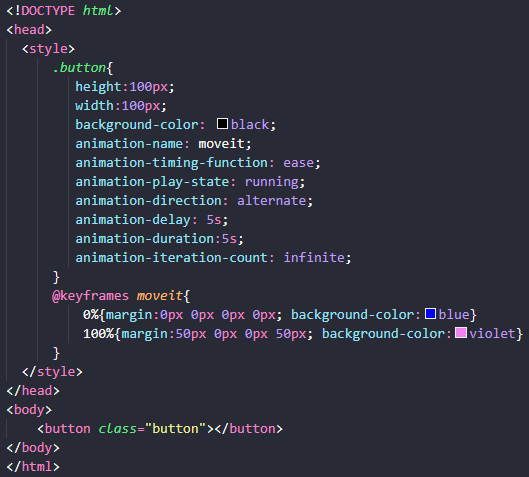 <!DOCTYPE html>
<head>
<style>
.button{
height:100px;
width:100px;
background-color: black;
animation-name: moveit;
animation-timing-function: ease;
animation-play-state: running;
animation-direction: alternate;
animation-delay: 5s;
animation-duration:5s;
animation-iteration-count: infinite;
}
@keyframes moveit{
0%{margin:0px 0px 0px 0px; background-color:blue}
100%{margin:50px 0px 0px 50px; background-color:violet}
}
</style>
</head>
<body>
<button class="button"></button>
</body>
</html>